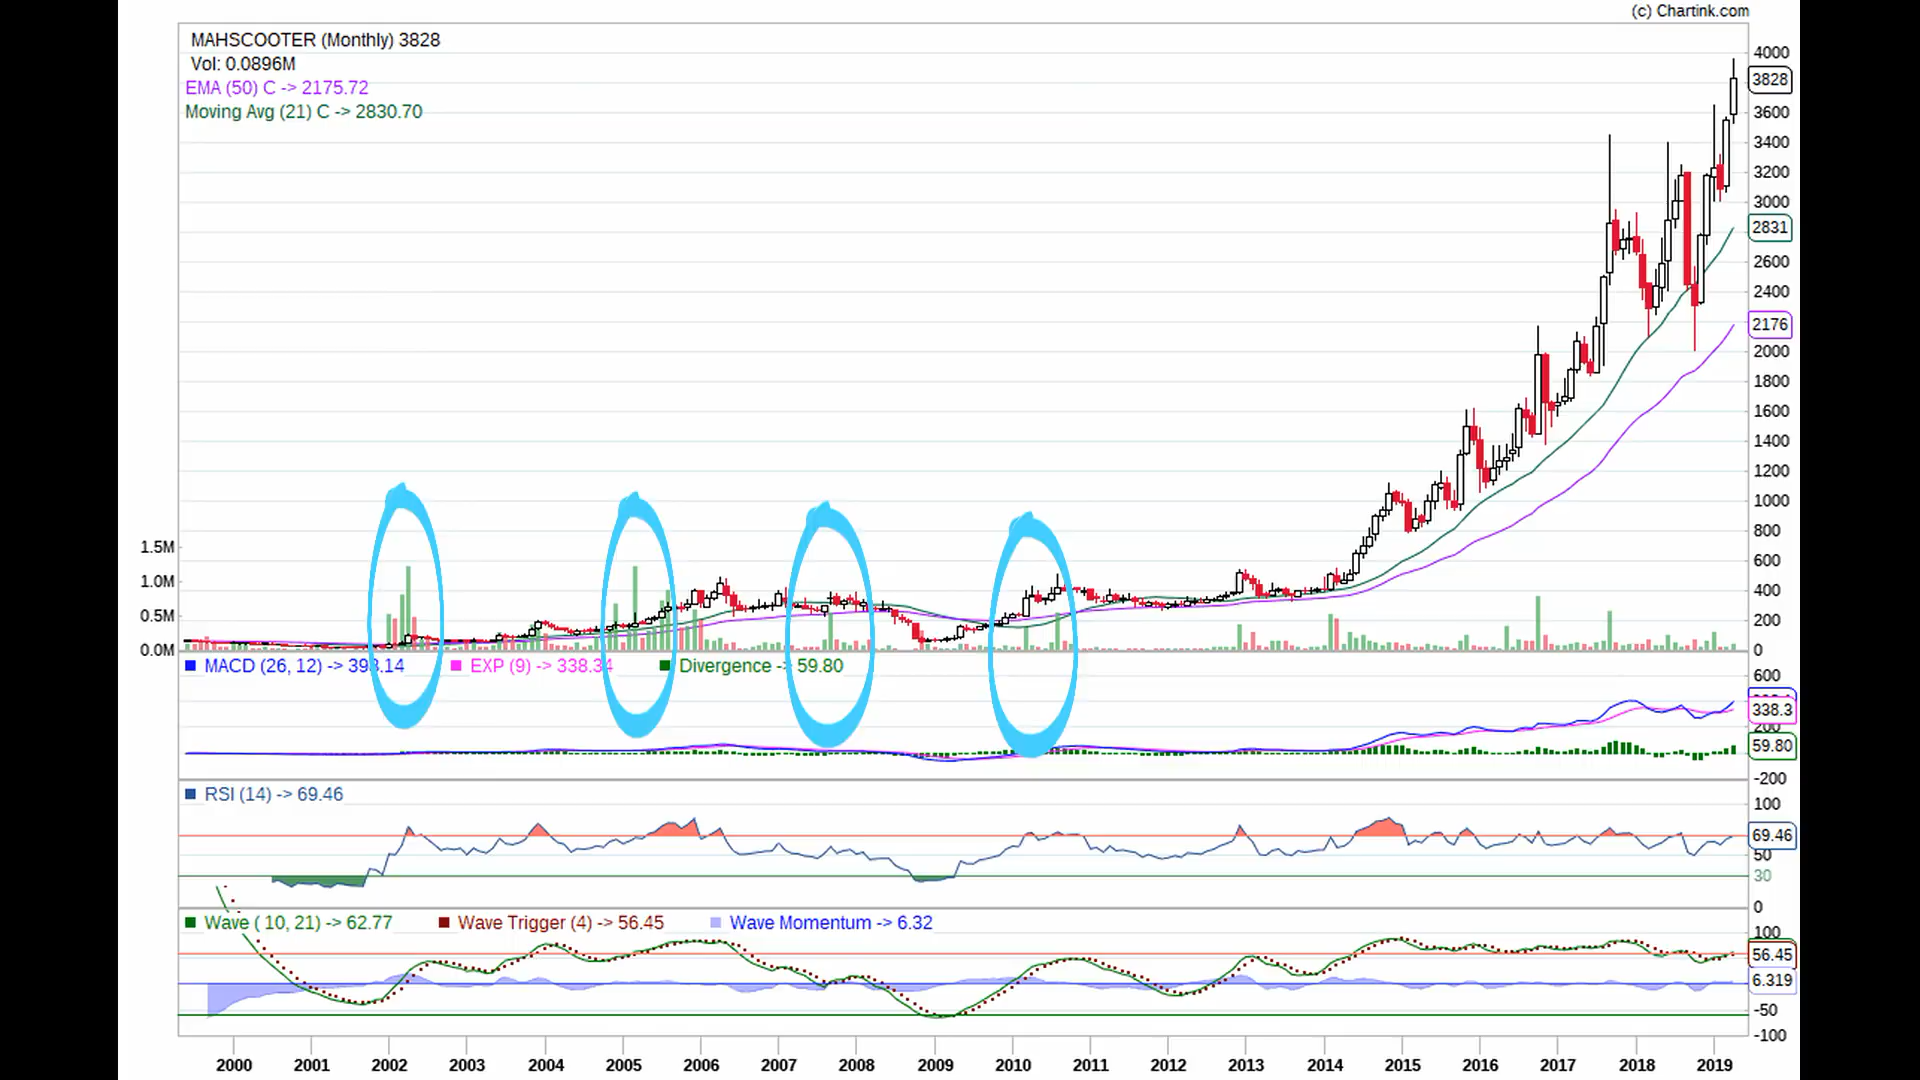 (c) Chartink.com
MAHSCOOTER (Monthly) 3828
Vol: 0.0896M
EMA (50) C -> 2175.72
Moving Avg (21) C -> 2830.70
4000
3828
3600
3400
3200
3000
2831
2600
2400
2176
2000
1800
1600
1400
1200
1000
800
600
400
200
0
1.5M
1.0M
0.5M
0.0M
MACD (26, 12) -> 398.14 EXP (9) -> 338.34 Divergence -> 59.80
600
338.3
200
59.80
-200
RSI (14) -> 69.46
100
69.46
50
30
0
Wave ( 10, 21) -> 62.77 Wave Trigger (4) -> 56.45 Wave Momentum -> 6.32
100
56.45
6.319
-50
-100
2000 2001 2002 2003 2004 2005 2006 2007 2008 2009 2010 2011 2012 2013 2014 2015 2016 2017 2018 2019